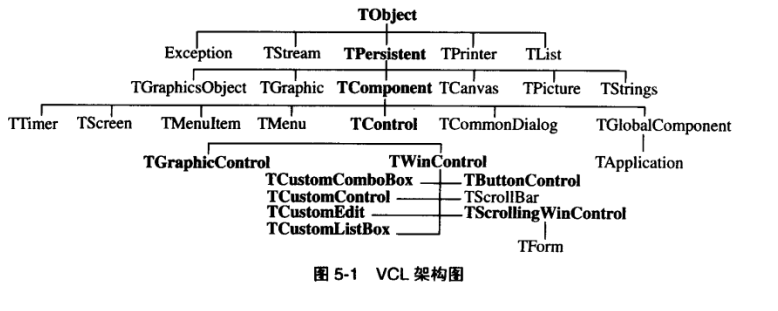 TObject
Exception TStream TPersistent TPrinter TList
TGraphicsObject TGraphic TComponent TCanvas TPicture TStrings
TTimer TScreen TMenuItem TMenu TControl TCommonDialog TGlobalComponent
TGraphicControl TWinControl TApplication
TCustomComboBox TButtonControl
TCustomControl TScrollBar
TCustomEdit TScrollingWinControl
TCustomListBox
TForm
图 5-1 VCL 架构图